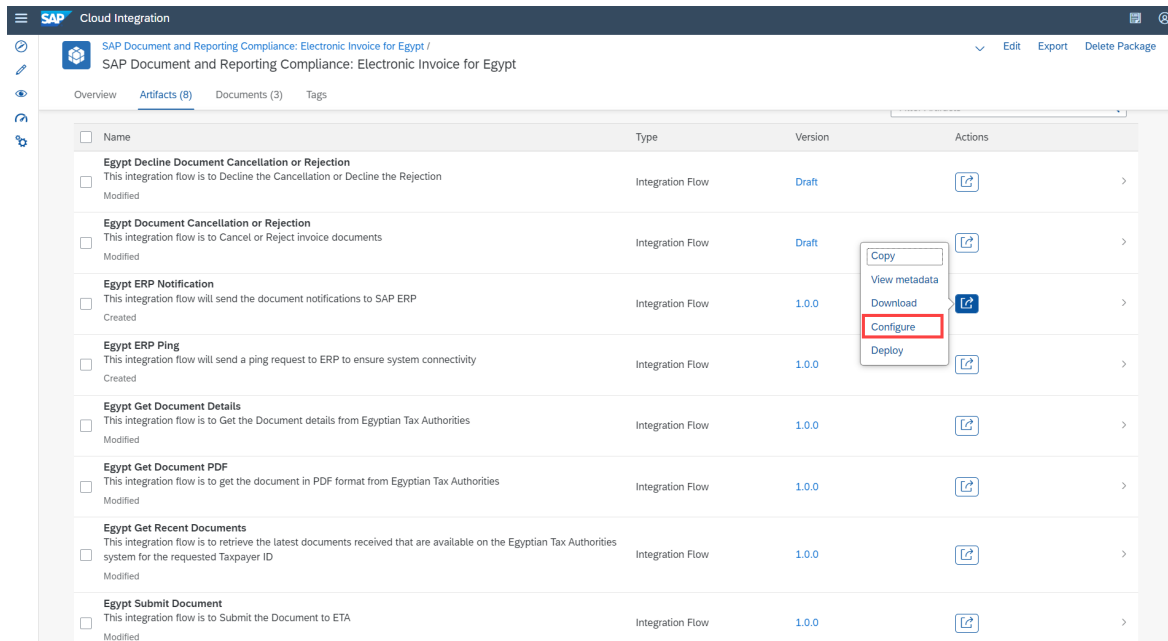 SAP Cloud Integration
SAP Document and Reporting Compliance: Electronic Invoice for Egypt /
Edit Export Delete Package
SAP Document and Reporting Compliance: Electronic Invoice for Egypt
Overview Artifacts (8) Documents (3) Tags
Name Type Version Actions
Egypt Decline Document Cancellation or Rejection
This integration flow is to Decline the Cancellation or Decline the Rejection
Integration Flow Draft
Modified
Egypt Document Cancellation or Rejection
This integration flow is to Cancel or Reject invoice documents
Integration Flow Draft
Modified
Copy
View metadata
Download
Configure
Deploy
Egypt ERP Notification
This integration flow will send the document notifications to SAP ERP
Integration Flow 1.0.0
Created
Egypt ERP Ping
This integration flow will send a ping request to ERP to ensure system connectivity
Integration Flow 1.0.0
Created
Egypt Get Document Details
This integration flow is to Get the Document details from Egyptian Tax Authorities
Integration Flow 1.0.0
Modified
Egypt Get Document PDF
This integration flow is to get the document in PDF format from Egyptian Tax Authorities
Integration Flow 1.0.0
Modified
Egypt Get Recent Documents
This integration flow is to retrieve the latest documents received that are available on the Egyptian Tax Authorities
system for the requested Taxpayer ID
Integration Flow 1.0.0
Modified
Egypt Submit Document
This integration flow is to Submit the Document to ETA
Integration Flow 1.0.0
Modified